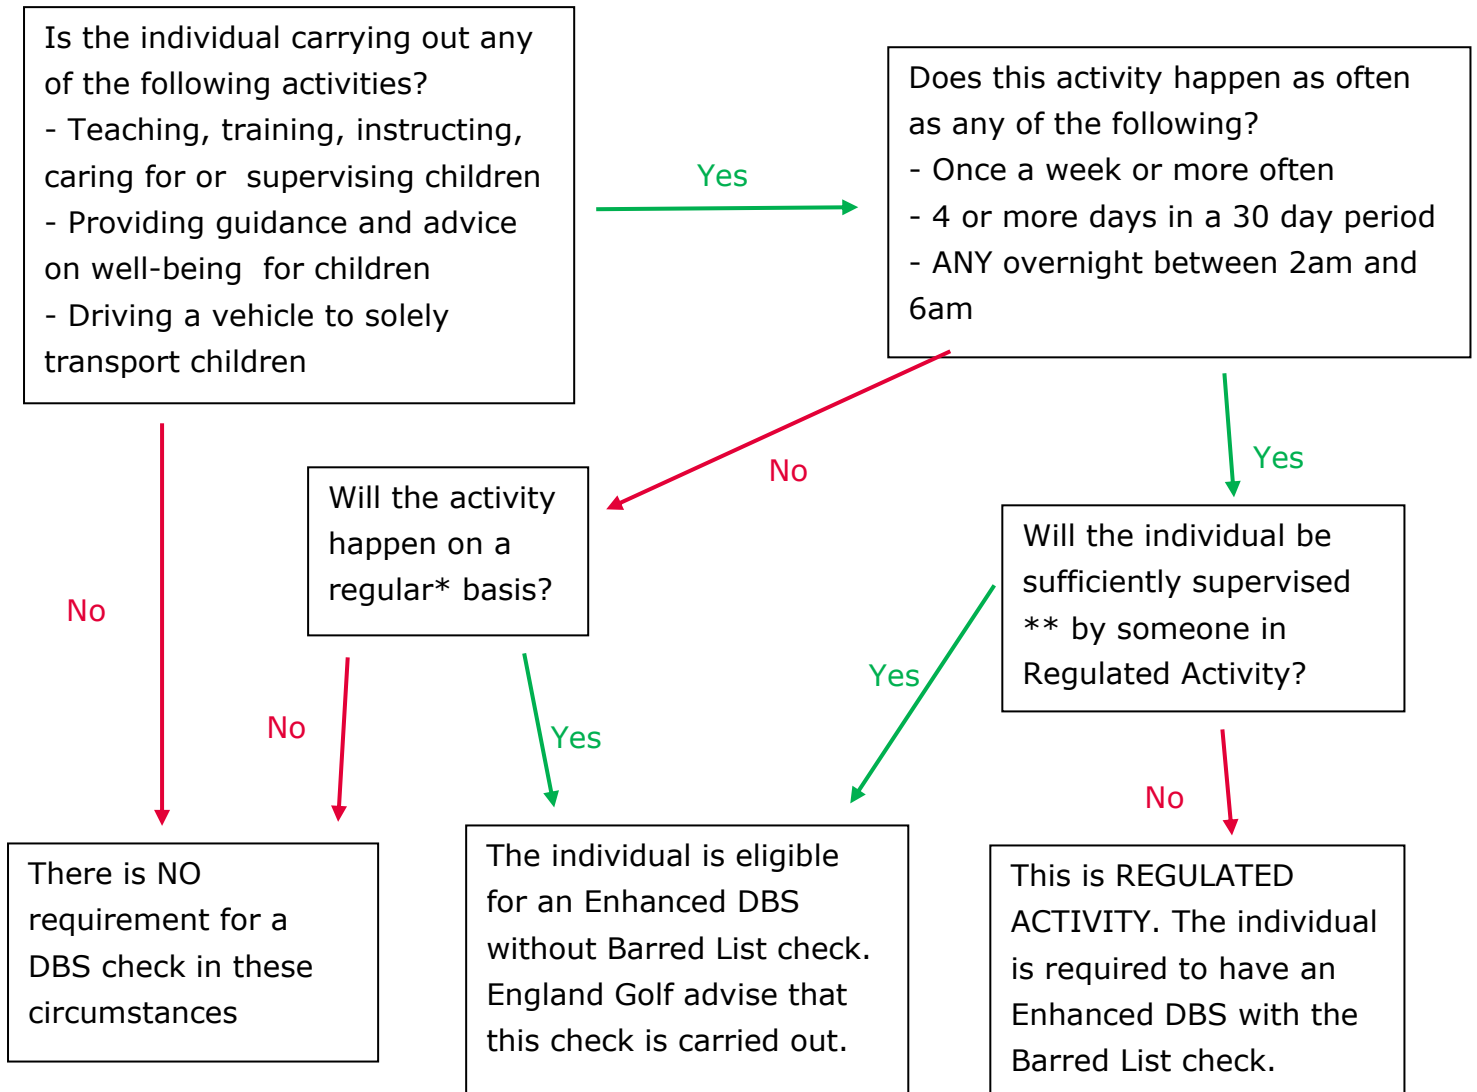 Is the individual carrying out any
of the following activities?
- Teaching, training, instructing,
caring for or  supervising children
- Providing guidance and advice
on well-being  for children
- Driving a vehicle to solely
transport children
Yes
Does this activity happen as often
as any of the following?
- Once a week or more often
- 4 or more days in a 30 day period
- ANY overnight between 2am and
6am
No
Yes
Will the activity
happen on a
regular* basis?
Will the individual be
sufficiently supervised
** by someone in
Regulated Activity?
No
No
Yes
Yes
No
There is NO
requirement for a
DBS check in these
circumstances
The individual is eligible
for an Enhanced DBS
without Barred List check.
England Golf advise that
this check is carried out.
This is REGULATED
ACTIVITY. The individual
is required to have an
Enhanced DBS with the
Barred List check.